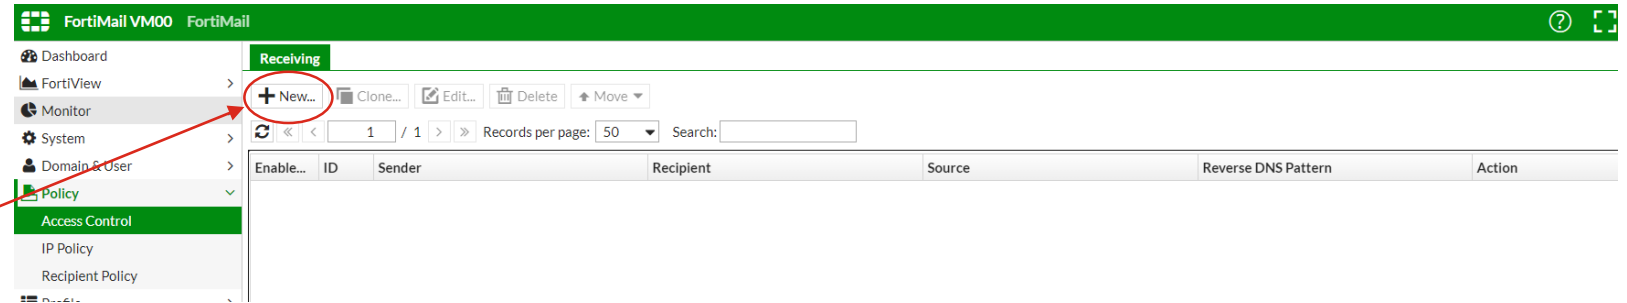 FortiMail VM00 FortiMail
Dashboard
FortiView
Monitor
System
Domain & User
Policy
Access Control
IP Policy
Recipient Policy
Profile
Receiving
New... Clone... Edit... Delete Move
1 / 1 Records per page: 50 Search:
Enable... ID Sender Recipient Source Reverse DNS Pattern Action